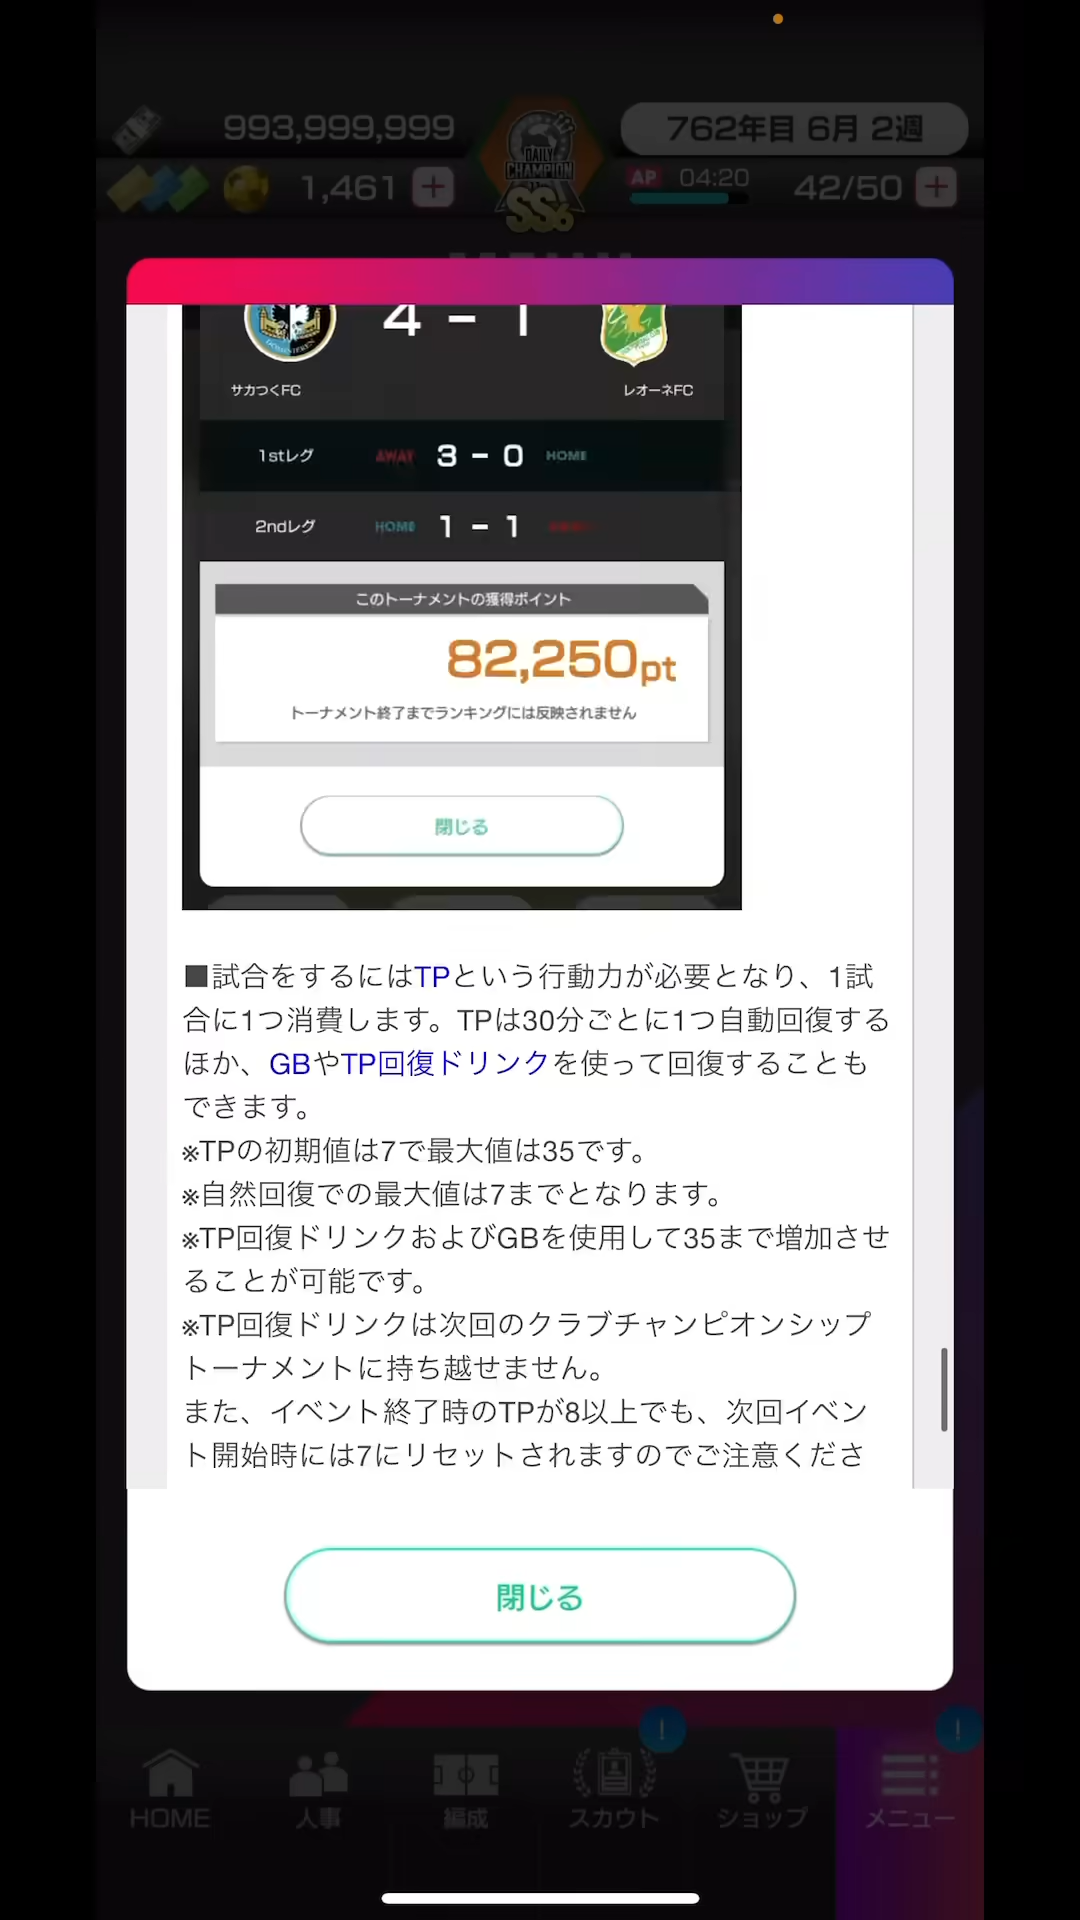 993,999,999
DAILY
CHAMPION
SS6
762年目 6月 2週
1,461
AP 04:20
42/50
4 - 1
サカつくFC
レオーネFC
1stレグ AWAY 3 - 0 HOME
2ndレグ HOME 1 - 1
このトーナメントの獲得ポイント
82,250pt
トーナメント終了までランキングには反映されません
閉じる
■試合をするにはTPという行動力が必要となり、1試
合に1つ消費します。TPは30分ごとに1つ自動回復する
ほか、GBやTP回復ドリンクを使って回復することも
できます。
※TPの初期値は7で最大値は35です。
※自然回復での最大値は7までとなります。
※TP回復ドリンクおよびGBを使用して35まで増加させ
ることが可能です。
※TP回復ドリンクは次回のクラブチャンピオンシップ
トーナメントに持ち越せません。
また、イベント終了時のTPが8以上でも、次回イベン
ト開始時には7にリセットされますのでご注意くださ
閉じる
HOME
人事
編成
スカウト
ショップ
メニュー